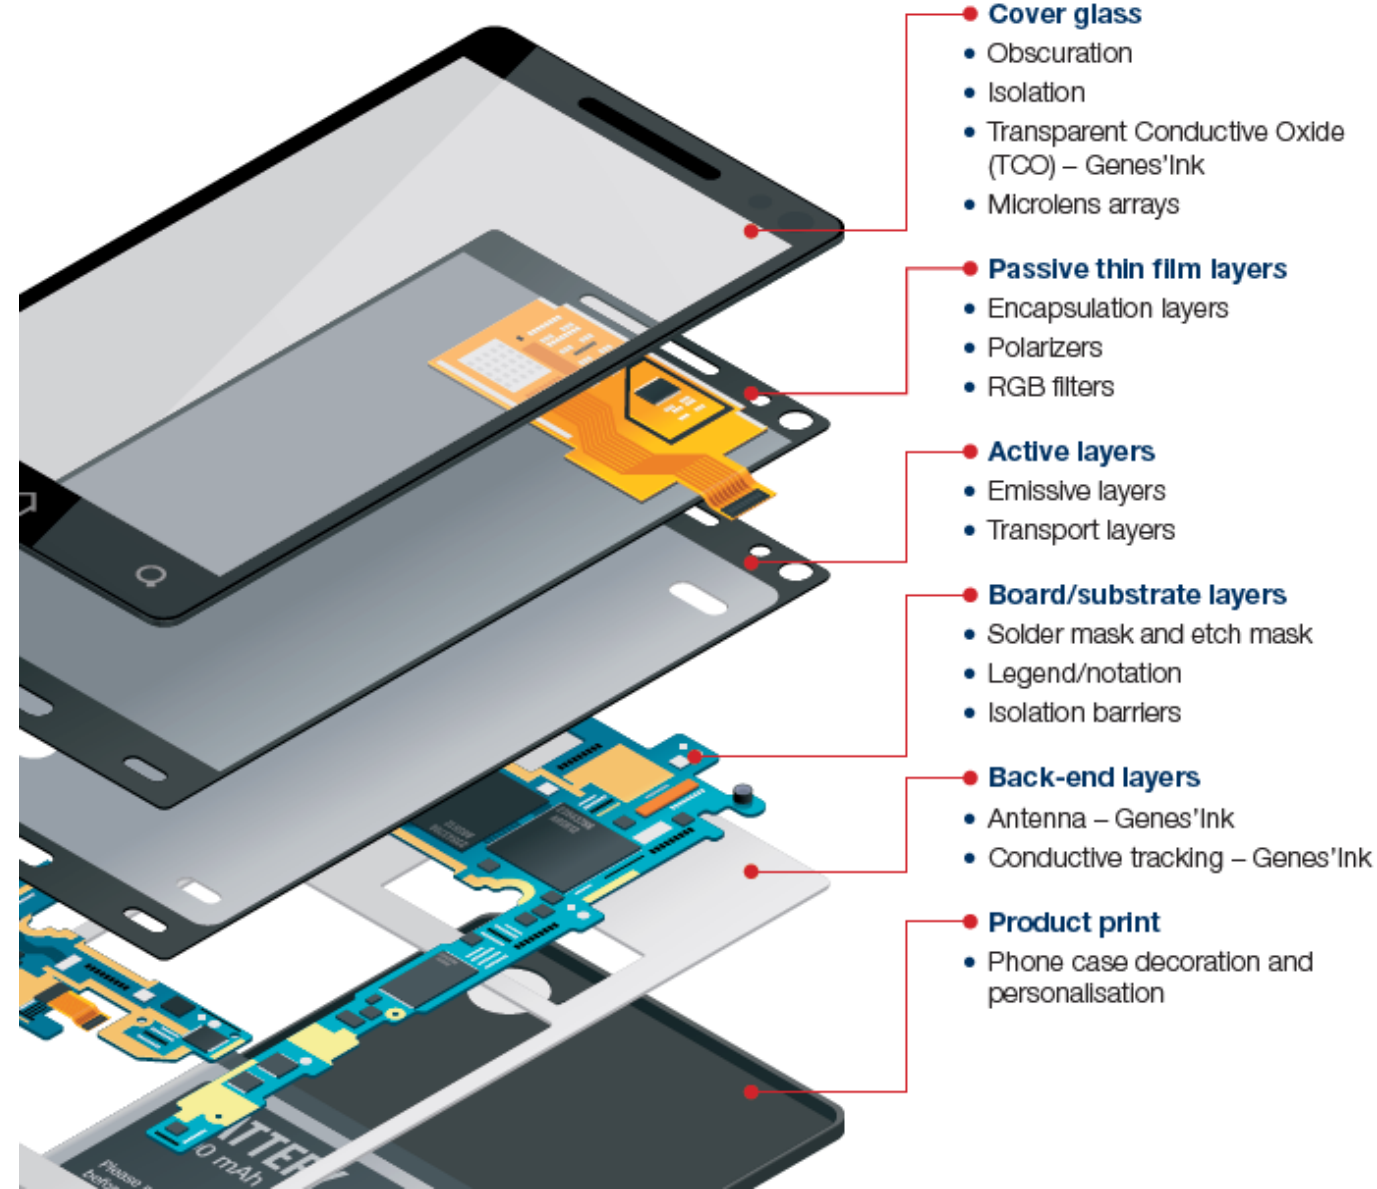 Cover glass
• Obscuration
• Isolation
• Transparent Conductive Oxide
(TCO) – Genes'Ink
• Microlens arrays
Passive thin film layers
• Encapsulation layers
• Polarizers
• RGB filters
Active layers
• Emissive layers
• Transport layers
Board/substrate layers
• Solder mask and etch mask
• Legend/notation
• Isolation barriers
Back-end layers
• Antenna – Genes'Ink
• Conductive tracking – Genes'Ink
Product print
• Phone case decoration and
personalisation
mAh
Please